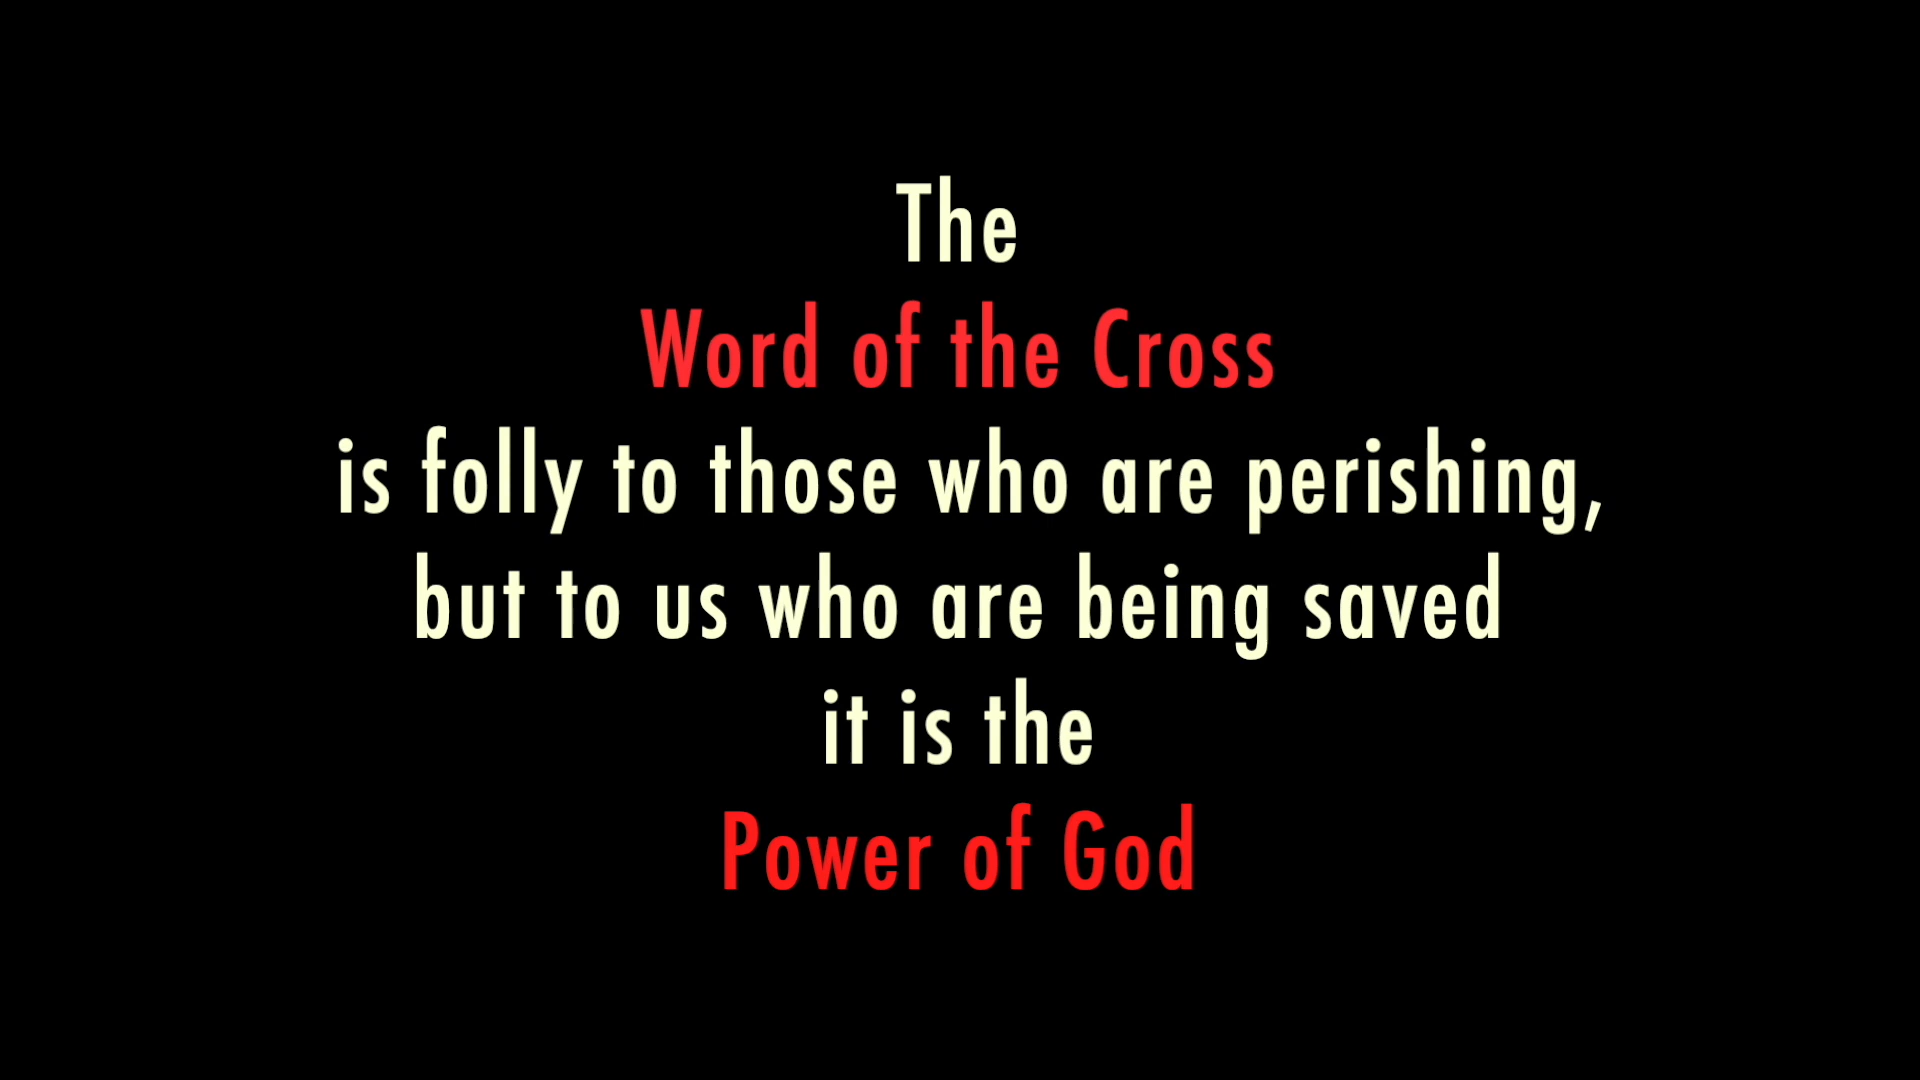 The
Word of the Cross
is folly to those who are perishing,
but to us who are being saved
it is the
Power of God